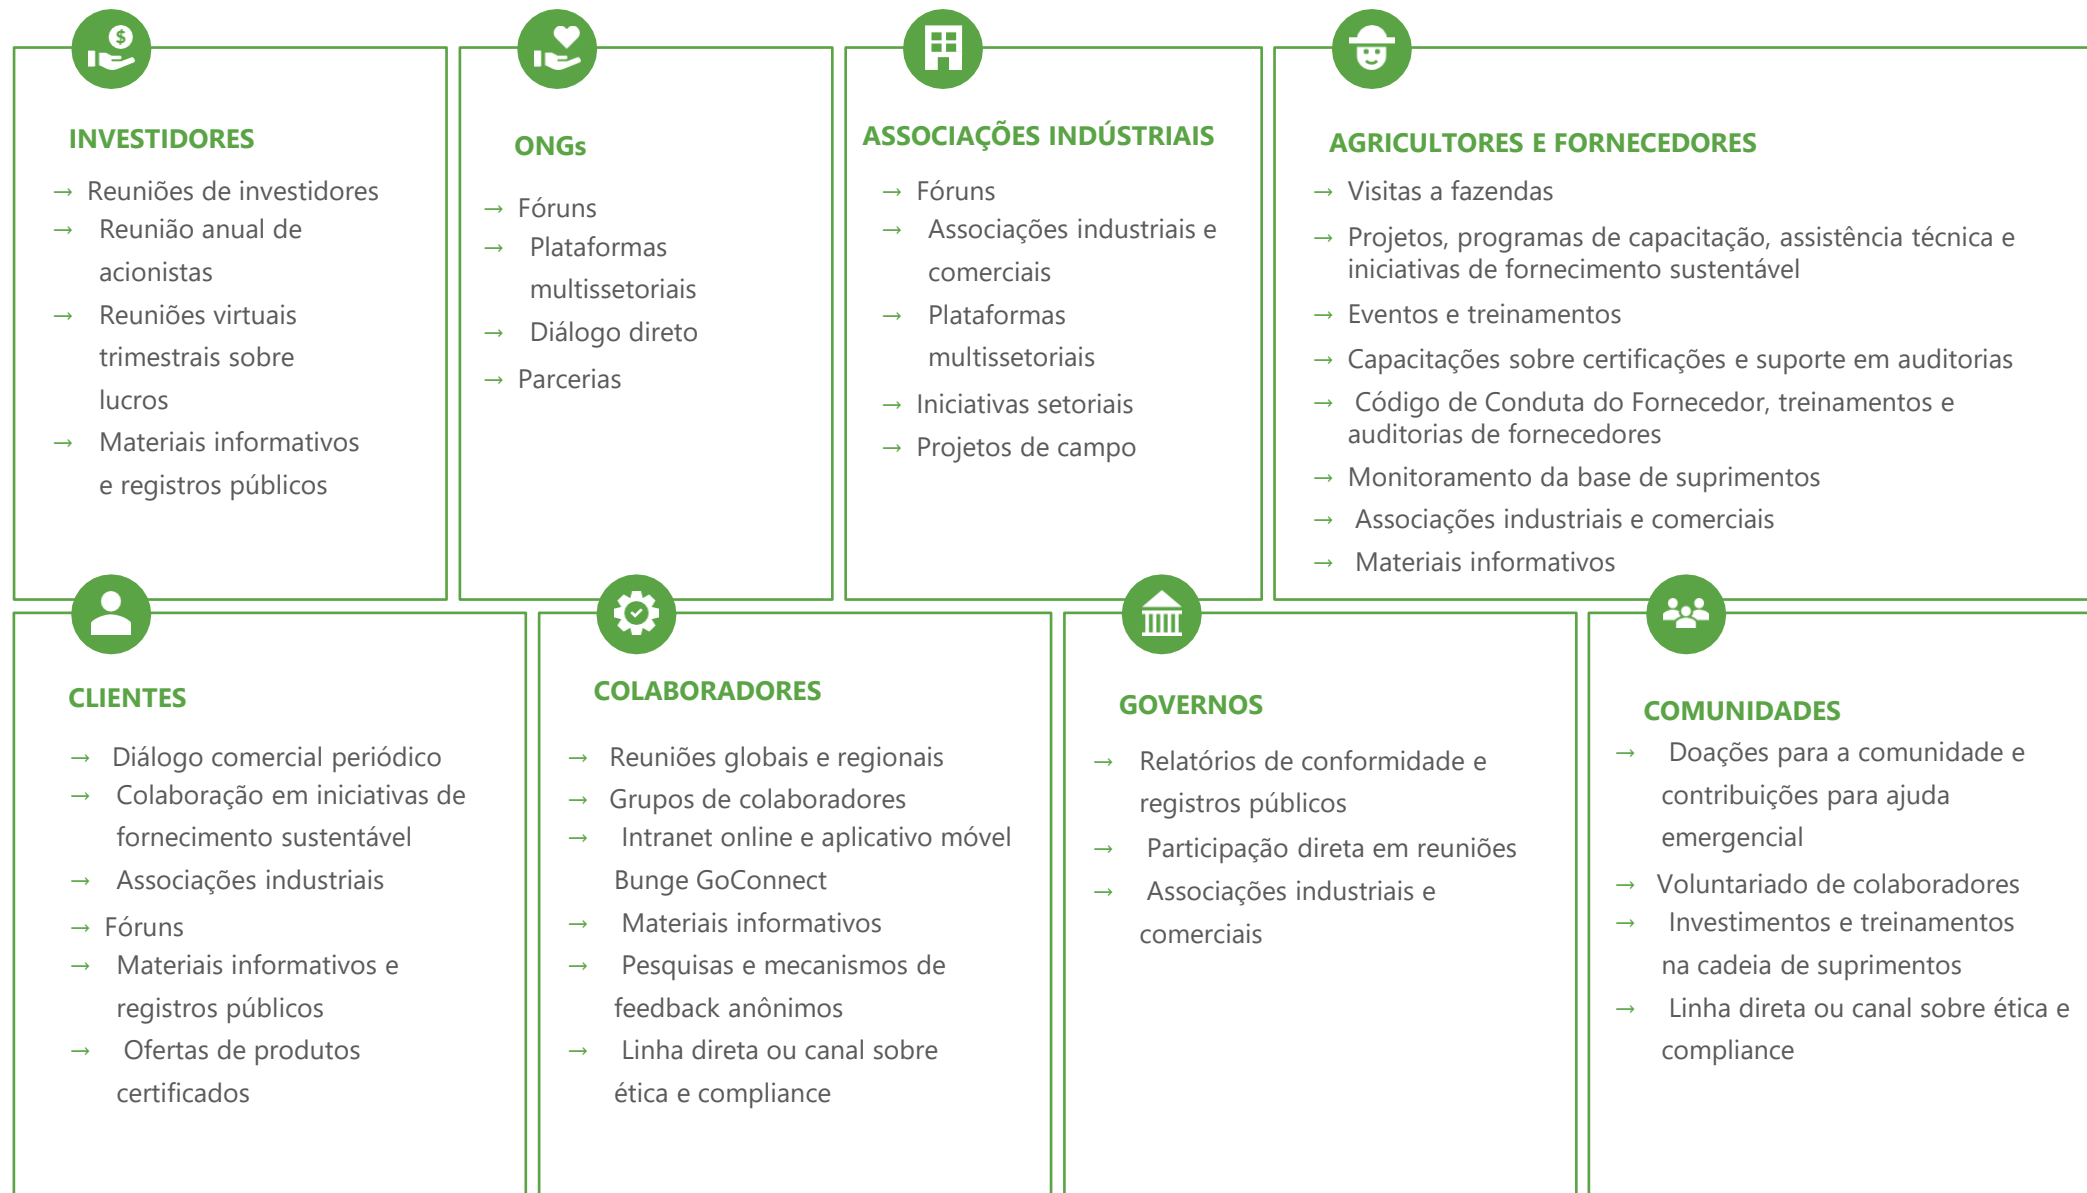 INVESTIDORES
→ Reuniões de investidores
→ Reunião anual de
acionistas
→ Reuniões virtuais
trimestrais sobre
lucros
→ Materiais informativos
e registros públicos
ONGs
→ Fóruns
→ Plataformas
multissetoriais
→ Diálogo direto
→ Parcerias
ASSOCIAÇÕES INDÚSTRIAIS
→ Fóruns
→ Associações industriais e
comerciais
→ Plataformas
multissetoriais
→ Iniciativas setoriais
→ Projetos de campo
AGRICULTORES E FORNECEDORES
→ Visitas a fazendas
→ Projetos, programas de capacitação, assistência técnica e
iniciativas de fornecimento sustentável
→ Eventos e treinamentos
→ Capacitações sobre certificações e suporte em auditorias
→ Código de Conduta do Fornecedor, treinamentos e
auditorias de fornecedores
→ Monitoramento da base de suprimentos
→ Associações industriais e comerciais
→ Materiais informativos
CLIENTES
→ Diálogo comercial periódico
→ Colaboração em iniciativas de
fornecimento sustentável
→ Associações industriais
→ Fóruns
→ Materiais informativos e
registros públicos
→ Ofertas de produtos
certificados
COLABORADORES
→ Reuniões globais e regionais
→ Grupos de colaboradores
→ Intranet online e aplicativo móvel
Bunge GoConnect
→ Materiais informativos
→ Pesquisas e mecanismos de
feedback anônimos
→ Linha direta ou canal sobre
ética e compliance
GOVERNOS
→ Relatórios de conformidade e
registros públicos
→ Participação direta em reuniões
→ Associações industriais e
comerciais
COMUNIDADES
→ Doações para a comunidade e
contribuições para ajuda
emergencial
→ Voluntariado de colaboradores
→ Investimentos e treinamentos
na cadeia de suprimentos
→ Linha direta ou canal sobre ética e
compliance